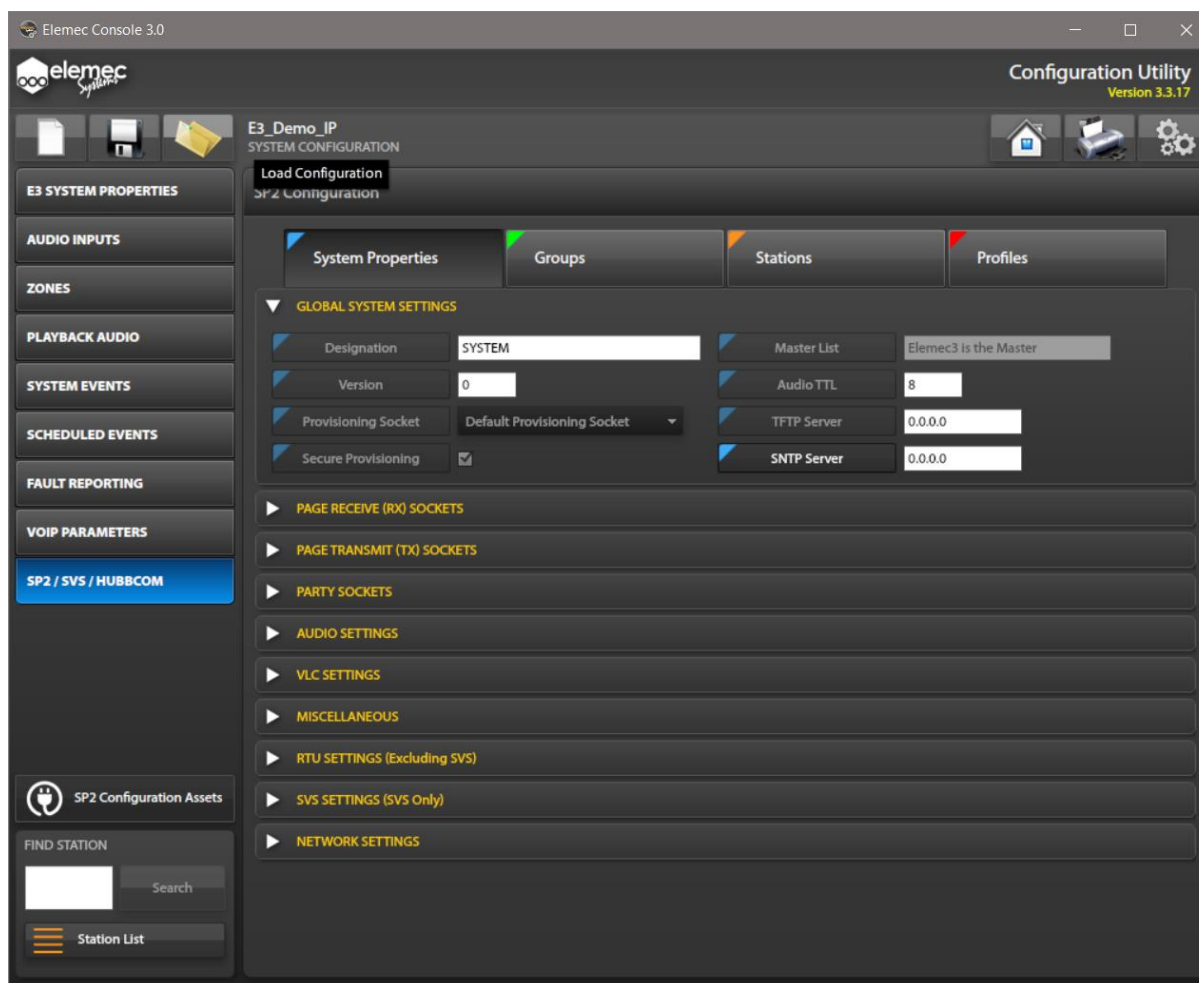 Elemec Console 3.0
elemec
System
Configuration Utility
Version 3.3.17
E3_Demo_IP
SYSTEM CONFIGURATION
Load Configuration
SP2 Configuration
E3 SYSTEM PROPERTIES
AUDIO INPUTS
ZONES
PLAYBACK AUDIO
SYSTEM EVENTS
SCHEDULED EVENTS
FAULT REPORTING
VOIP PARAMETERS
SP2 / SVS / HUBBCOM
SP2 Configuration Assets
FIND STATION
Search
Station List
System Properties
Groups
Stations
Profiles
GLOBAL SYSTEM SETTINGS
Designation SYSTEM Master List Elemec3 is the Master
Version 0 Audio TTL 8
Provisioning Socket Default Provisioning Socket TFTP Server 0.0.0.0
Secure Provisioning SNTP Server 0.0.0.0
PAGE RECEIVE (RX) SOCKETS
PAGE TRANSMIT (TX) SOCKETS
PARTY SOCKETS
AUDIO SETTINGS
VLC SETTINGS
MISCELLANEOUS
RTU SETTINGS (Excluding SVS)
SVS SETTINGS (SVS Only)
NETWORK SETTINGS